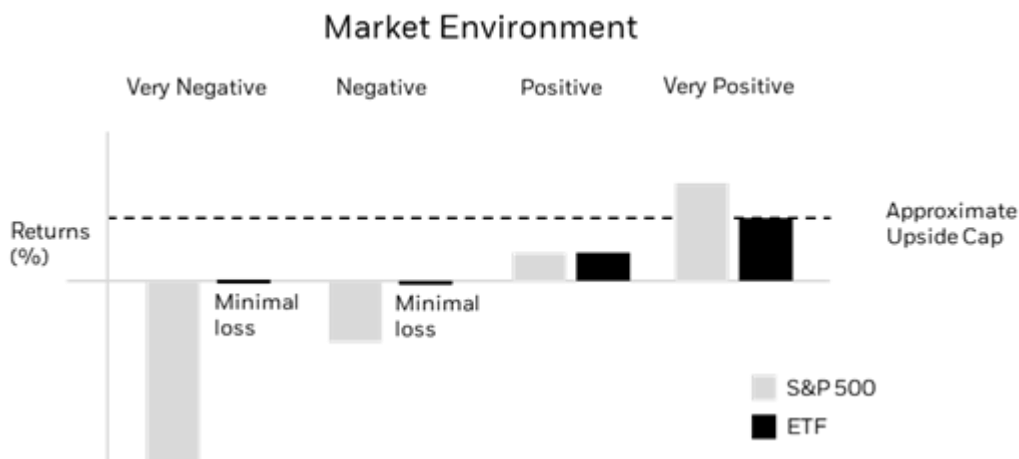 Market Environment
Very Negative Negative Positive Very Positive
Returns
(%)
Approximate
Upside Cap
Minimal
loss
Minimal
loss
S&P 500
ETF